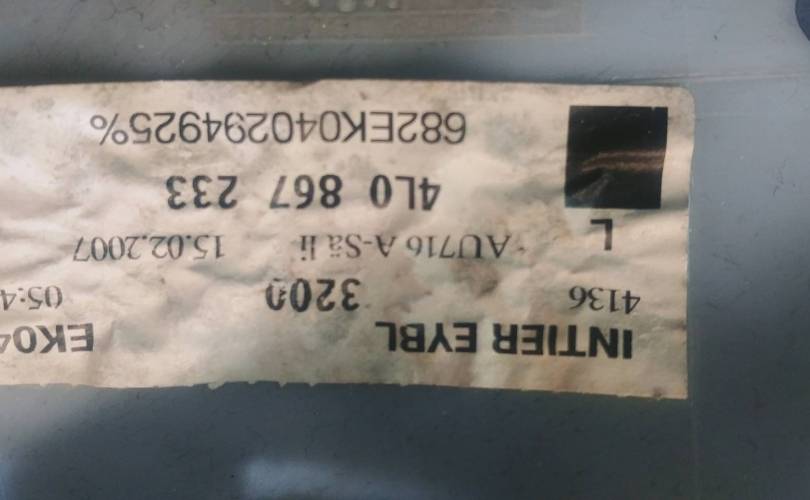 INTIER EYBL EK04
4136 3200 05:4
AU716 A-Sä li 15.02.2007
L
4L0 867 233
682EK040294925%